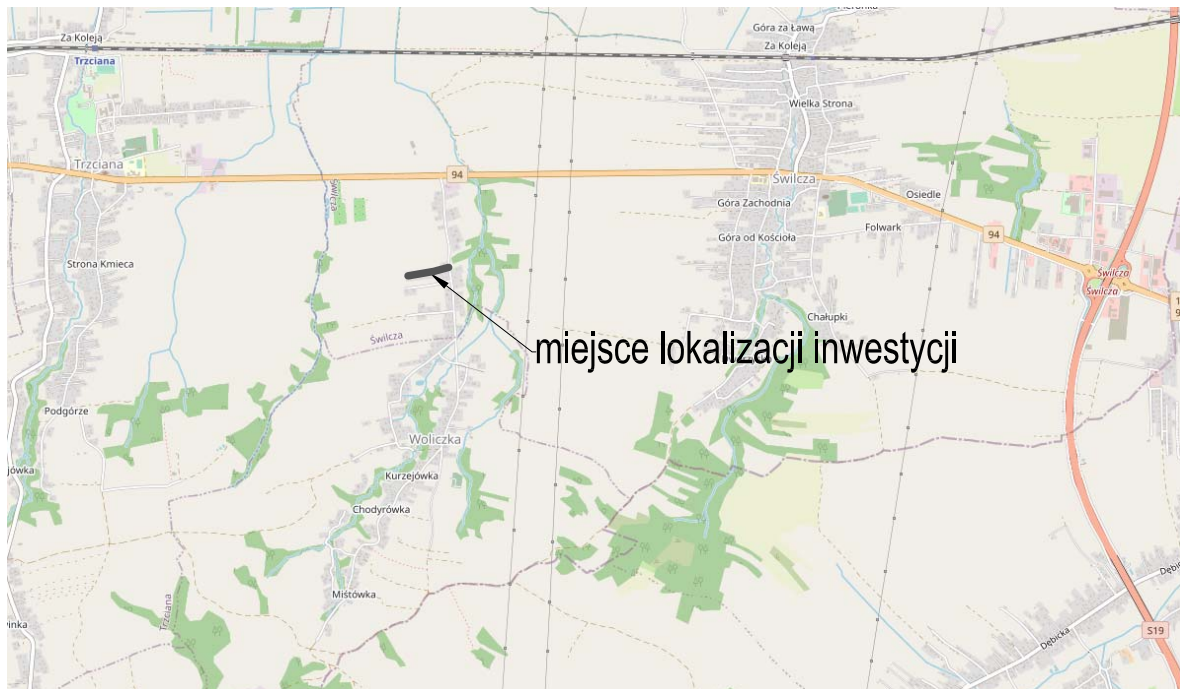 Góra za Ławą
Za Koleją
Za Koleją
Trzciana
Wielka Strona
Trzciana
94
Świlcza
Świlcza
Osiedle
Góra Zachodnia
Folwark
94
Góra od Kościoła
Strona Kmieca
Świlcza
Świlcza
Chałupki
Świlcza
miejsce lokalizacji inwestycji
Podgórze
Woliczka
Kurzejówka
Chodyrówka
Mistówka
Trzciana
Dębicka
S19